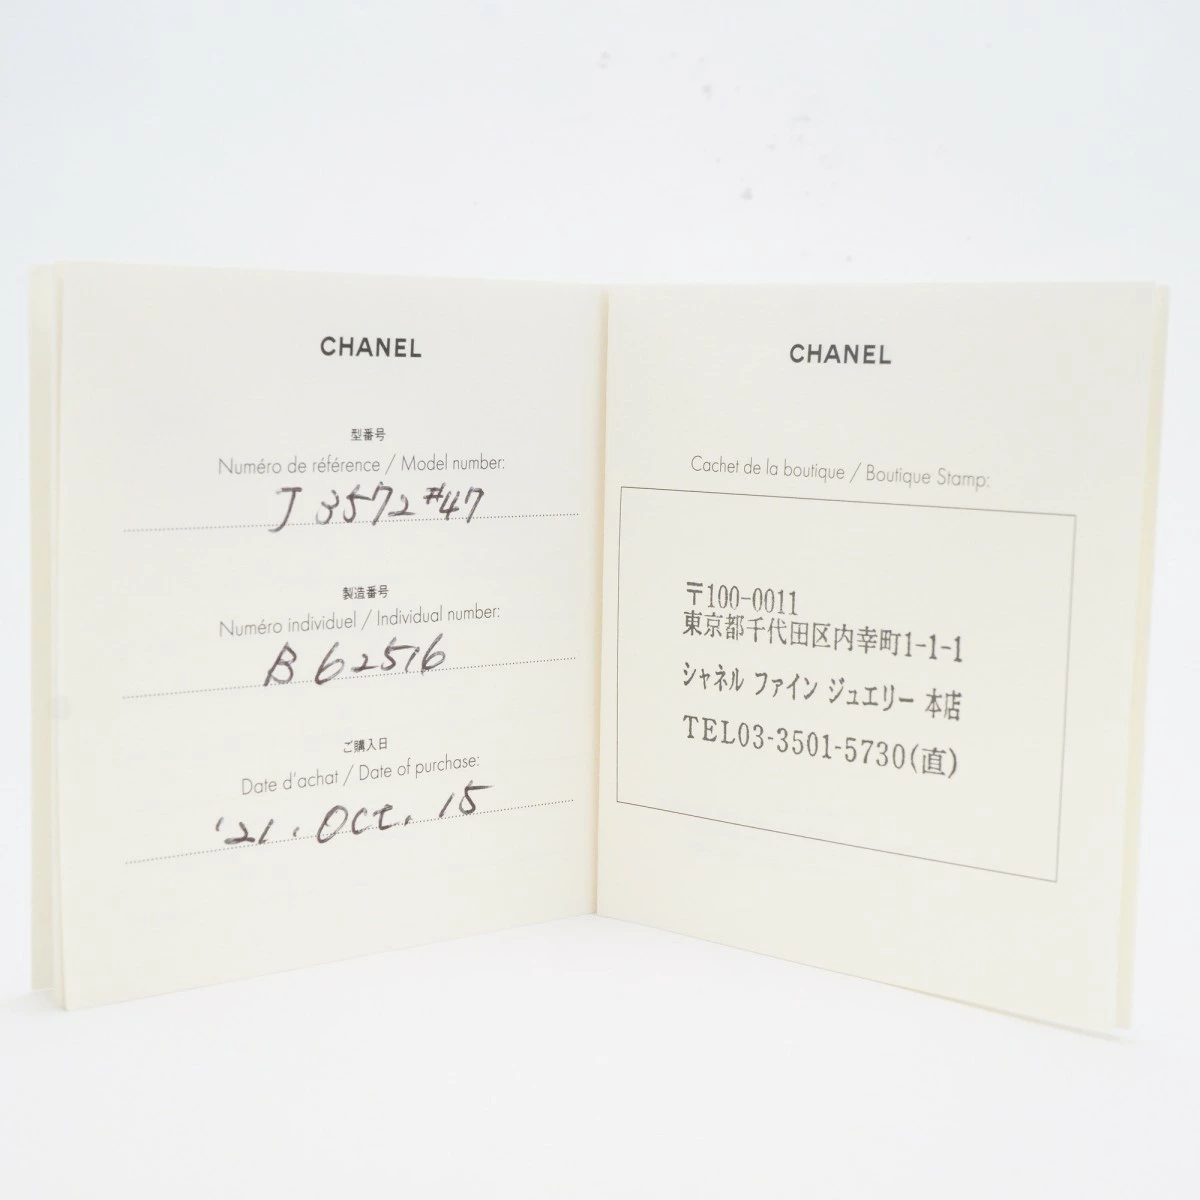 CHANEL
型番号
Numéro de référence / Model number:
J 3572 #47
製造番号
Numéro individuel / Individual number:
B 62516
ご購入日
Date d'achat / Date of purchase:
'21. Oct. 15
CHANEL
Cachet de la boutique / Boutique Stamp:
〒100-0011
東京都千代田区内幸町1-1-1
シャネル ファイン ジュエリー 本店
TEL03-3501-5730(直)